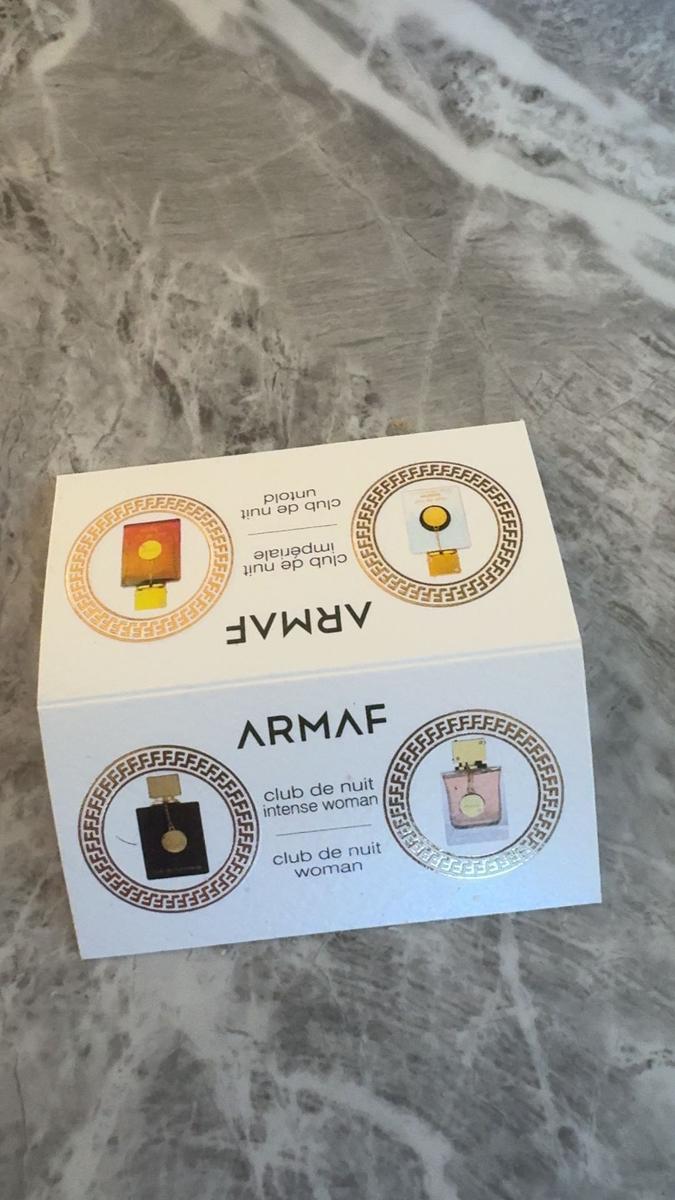 club de nuit
untold
club de nuit
impériale
ARMAF
ARMAF
club de nuit
intense woman
club de nuit
woman